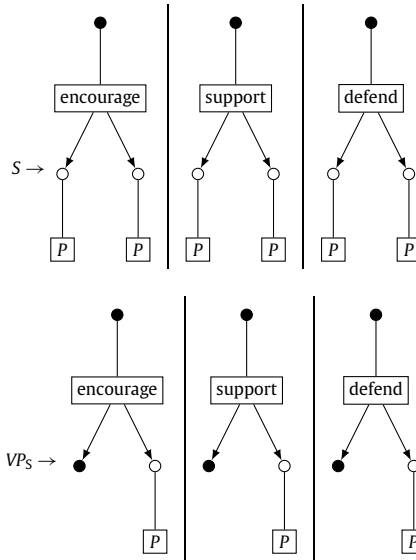 encourage support defend
S →
P P P P P P
encourage support defend
VPS →
P P P